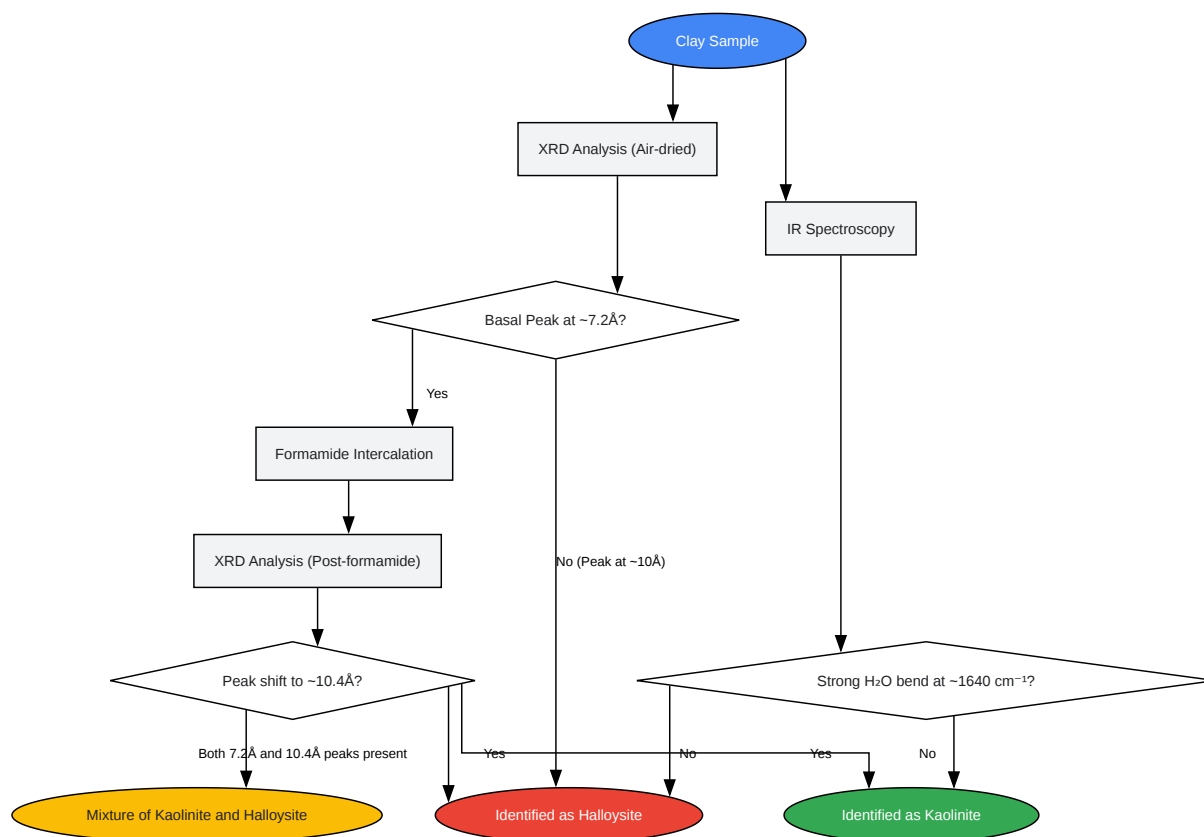 Clay Sample
XRD Analysis (Air-dried)
IR Spectroscopy
Basal Peak at ~7.2Å?
Yes
Formamide Intercalation
XRD Analysis (Post-formamide)
No (Peak at ~10Å)
Peak shift to ~10.4Å?
Strong H₂O bend at ~1640 cm⁻¹?
Both 7.2Å and 10.4Å peaks present
Yes
No
Yes
No
Mixture of Kaolinite and Halloysite
Identified as Halloysite
Identified as Kaolinite